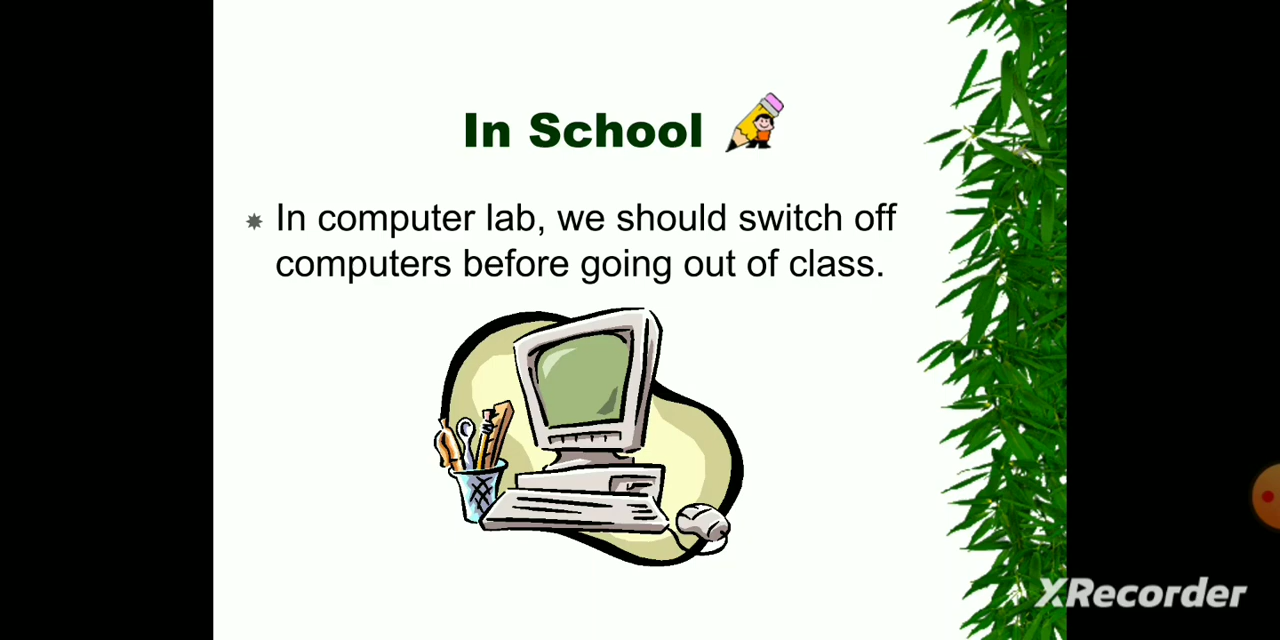 In School
In computer lab, we should switch off
computers before going out of class.
XRecorder